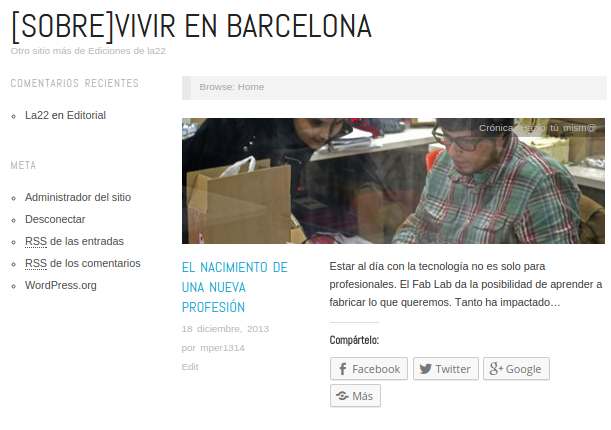 [SOBRE]VIVIR EN BARCELONA
Otro sitio más de Ediciones de la22
COMENTARIOS RECIENTES
La22 en Editorial
META
Administrador del sitio
Desconectar
RSS de las entradas
RSS de los comentarios
WordPress.org
Browse: Home
Crónica, Hazlo tú mism@
EL NACIMIENTO DE
UNA NUEVA
PROFESIÓN
18 diciembre, 2013
por mper1314
Edit
Estar al día con la tecnología no es solo para
profesionales. El Fab Lab da la posibilidad de aprender a
fabricar lo que queremos. Tanto ha impactado…
Compártelo:
Facebook
Twitter
Google
Más